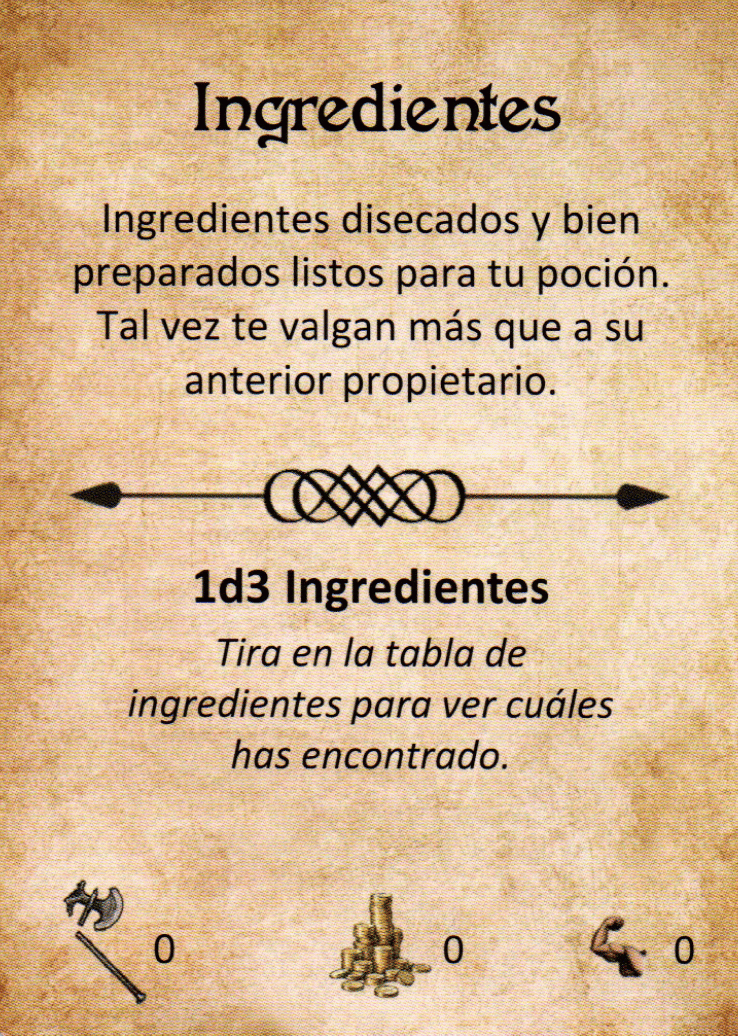 Ingredientes
Ingredientes disecados y bien
preparados listos para tu poción.
Tal vez te valgan más que a su
anterior propietario.
1d3 Ingredientes
Tira en la tabla de
ingredientes para ver cuáles
has encontrado.
0 0 0